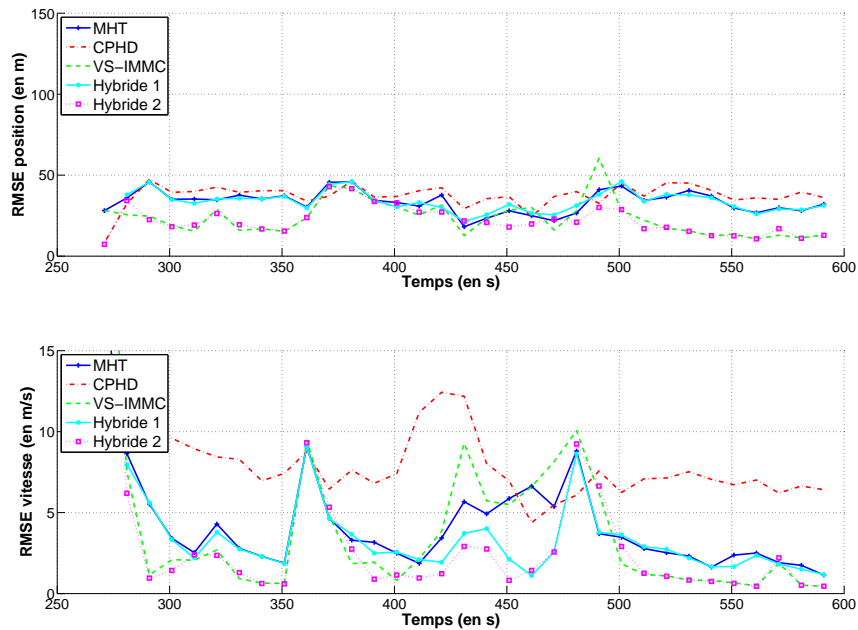 150
100
50
0
RMSE position (en m)
MHT
CPHD
VS−IMMC
Hybride 1
Hybride 2
250 300 350 400 450 500 550 600
Temps (en s)
15
10
5
0
RMSE vitesse (en m/s)
MHT
CPHD
VS−IMMC
Hybride 1
Hybride 2
250 300 350 400 450 500 550 600
Temps (en s)